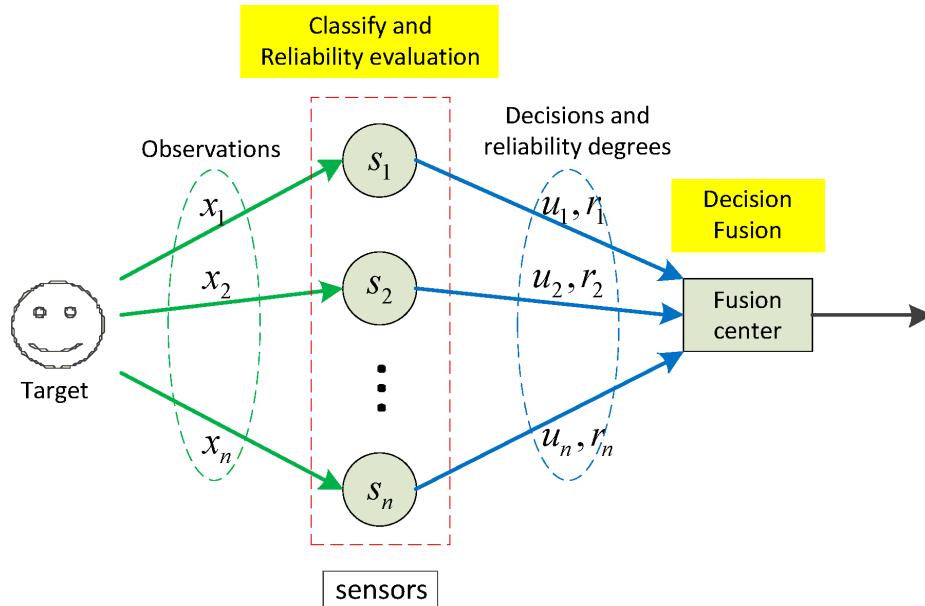 Classify and
Reliability evaluation
Observations
Decisions and
reliability degrees
Decision
Fusion
x₁
s₁
u₁, r₁
x₂
s₂
u₂, r₂
Fusion
center
Target
xₙ
sₙ
uₙ, rₙ
sensors